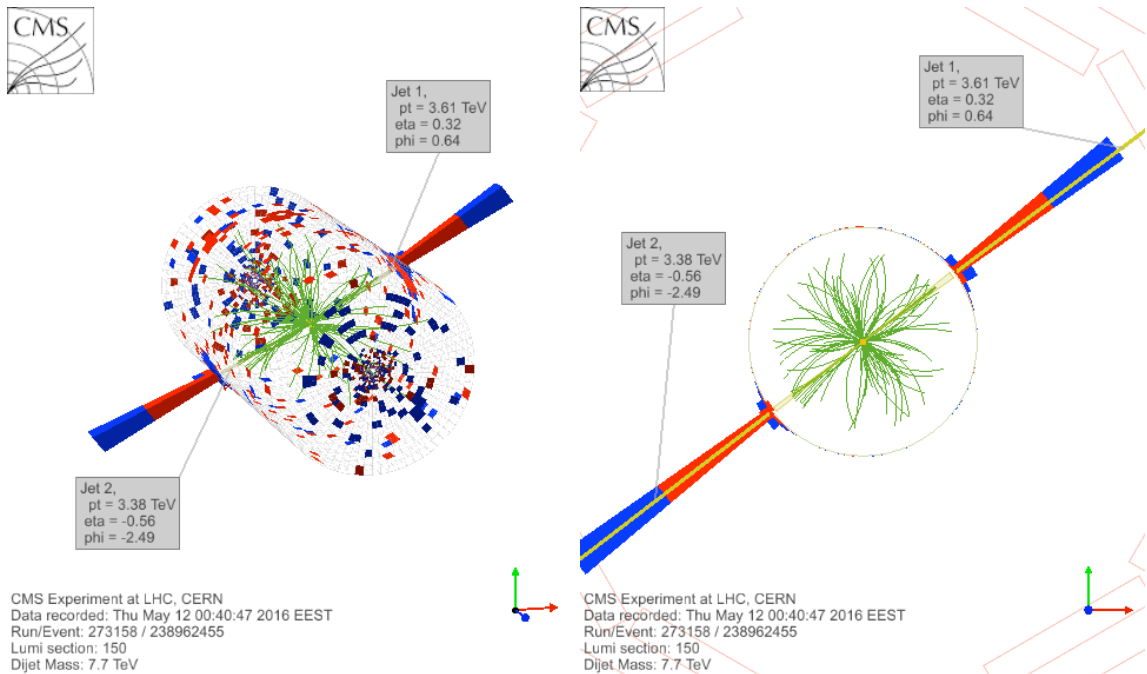 CMS
Jet 1,
pt = 3.61 TeV
eta = 0.32
phi = 0.64
Jet 2,
pt = 3.38 TeV
eta = -0.56
phi = -2.49
CMS Experiment at LHC, CERN
Data recorded: Thu May 12 00:40:47 2016 EEST
Run/Event: 273158 / 238962455
Lumi section: 150
Dijet Mass: 7.7 TeV
CMS
Jet 1,
pt = 3.61 TeV
eta = 0.32
phi = 0.64
Jet 2,
pt = 3.38 TeV
eta = -0.56
phi = -2.49
CMS Experiment at LHC, CERN
Data recorded: Thu May 12 00:40:47 2016 EEST
Run/Event: 273158 / 238962455
Lumi section: 150
Dijet Mass: 7.7 TeV